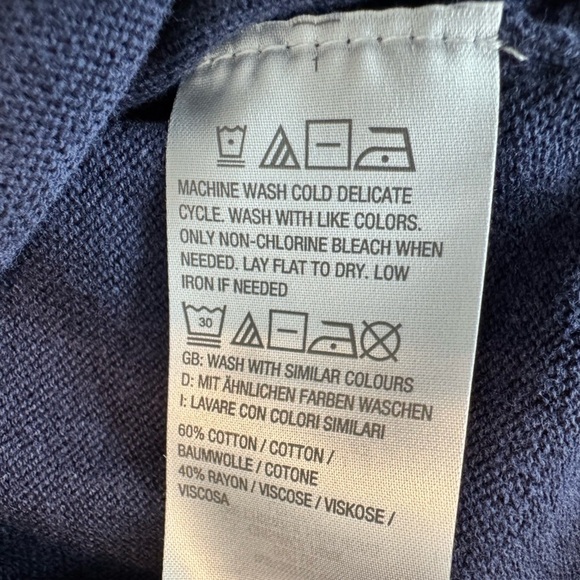 MACHINE WASH COLD DELICATE
CYCLE. WASH WITH LIKE COLORS.
ONLY NON-CHLORINE BLEACH WHEN
NEEDED. LAY FLAT TO DRY. LOW
IRON IF NEEDED
30
GB: WASH WITH SIMILAR COLOURS
D: MIT ÄHNLICHEN FARBEN WASCHEN
I: LAVARE CON COLORI SIMILARI
60% COTTON / COTTON /
BAUMWOLLE / COTONE
40% RAYON / VISCOSE / VISKOSE /
VISCOSA